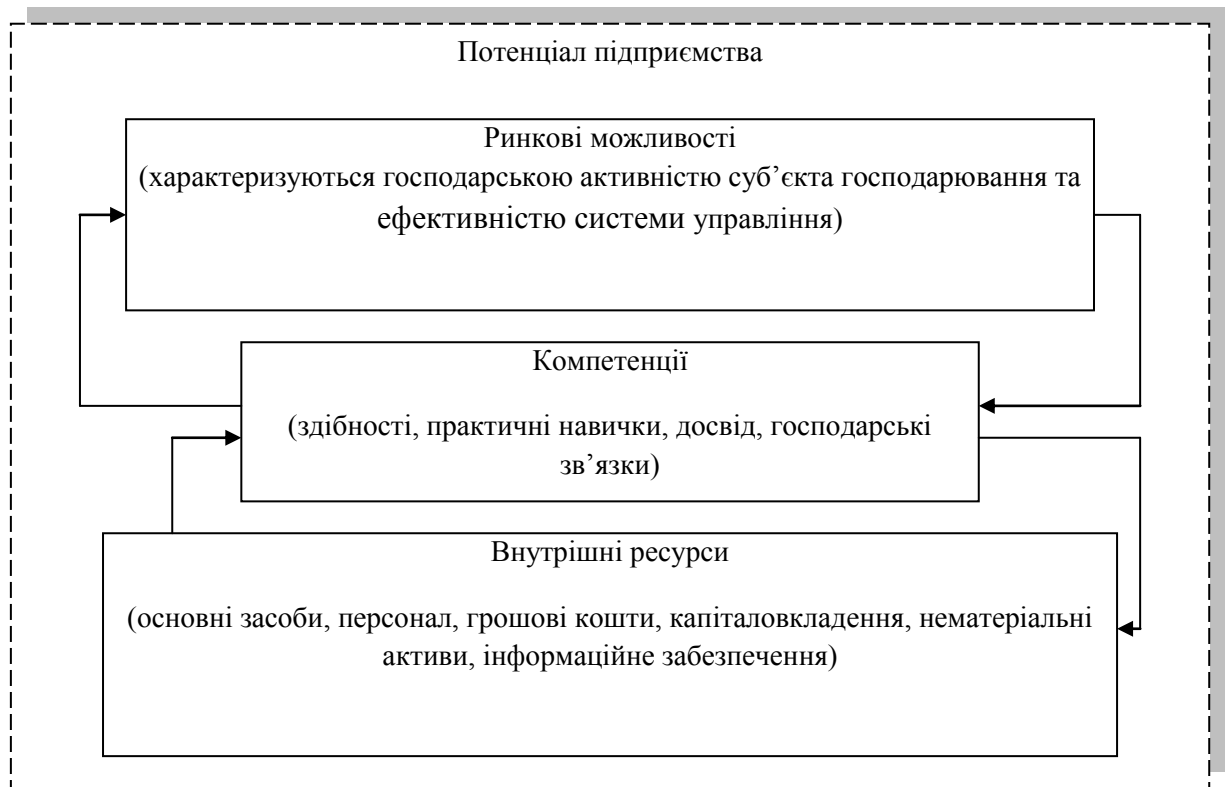 Потенціал підприємства
Ринкові можливості
(характеризуються господарською активністю суб’єкта господарювання та
ефективністю системи управління)
Компетенції
(здібності, практичні навички, досвід, господарські
зв’язки)
Внутрішні ресурси
(основні засоби, персонал, грошові кошти, капіталовкладення, нематеріальні
активи, інформаційне забезпечення)